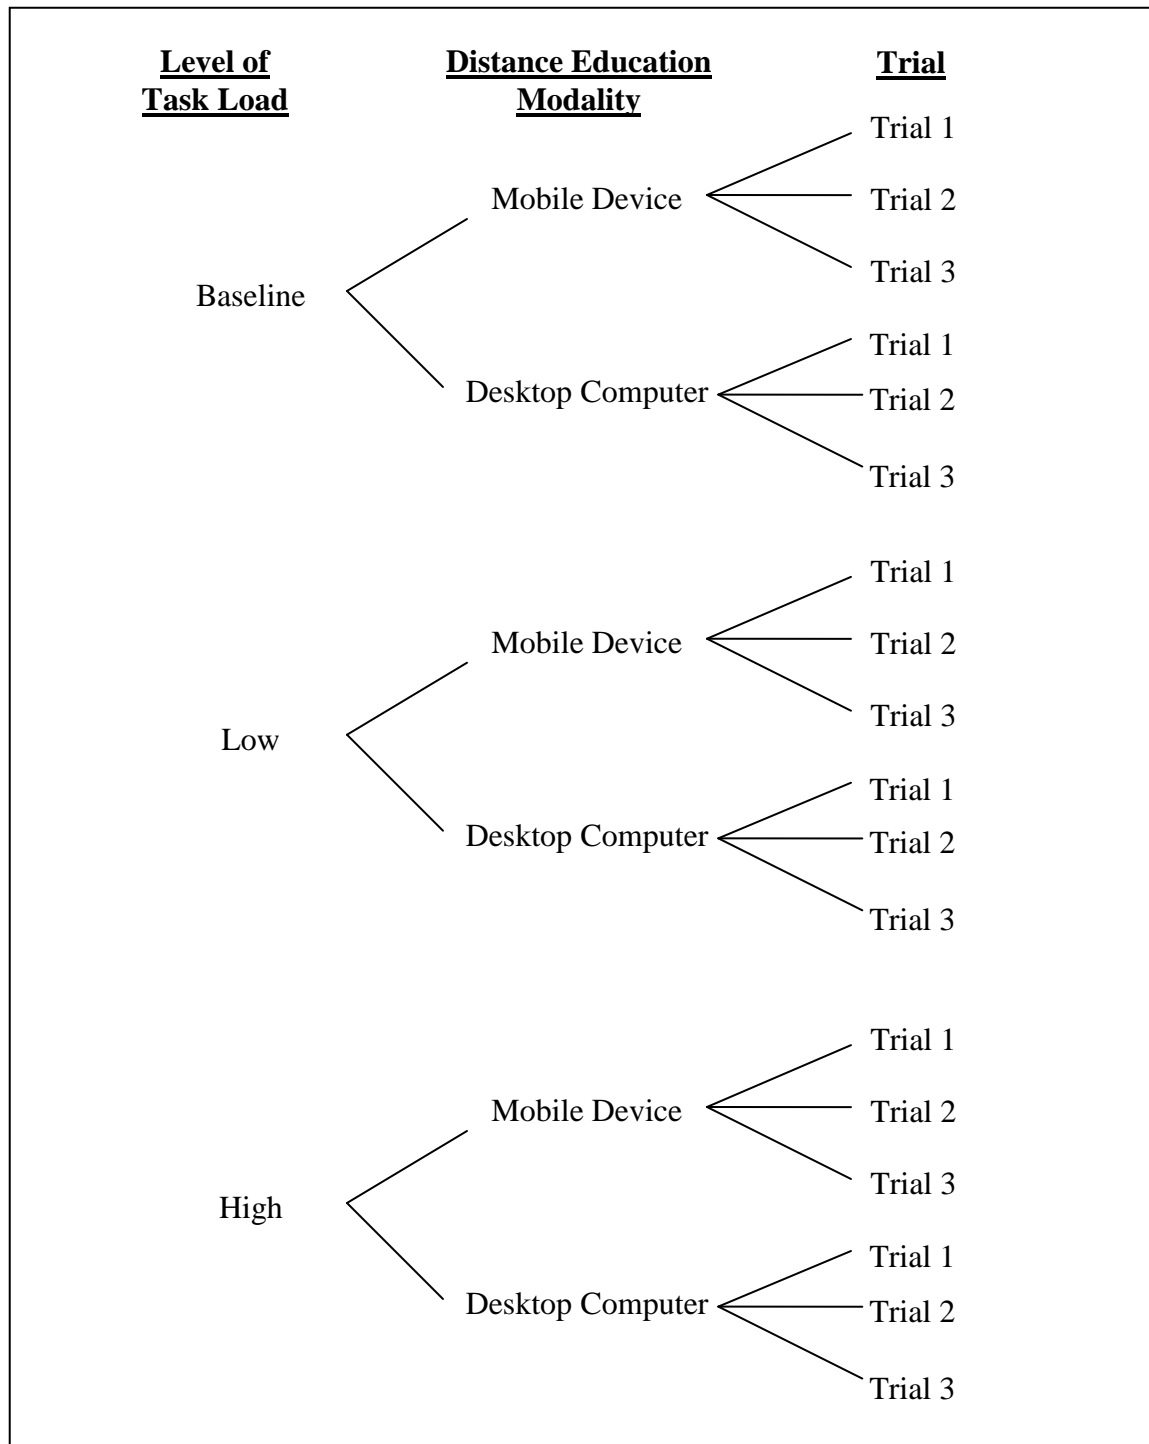 Level of
Task Load
Distance Education
Modality
Trial
Trial 1
Mobile Device
Trial 2
Trial 3
Baseline
Trial 1
Desktop Computer
Trial 2
Trial 3
Trial 1
Mobile Device
Trial 2
Trial 3
Low
Trial 1
Desktop Computer
Trial 2
Trial 3
Trial 1
Mobile Device
Trial 2
Trial 3
High
Trial 1
Desktop Computer
Trial 2
Trial 3